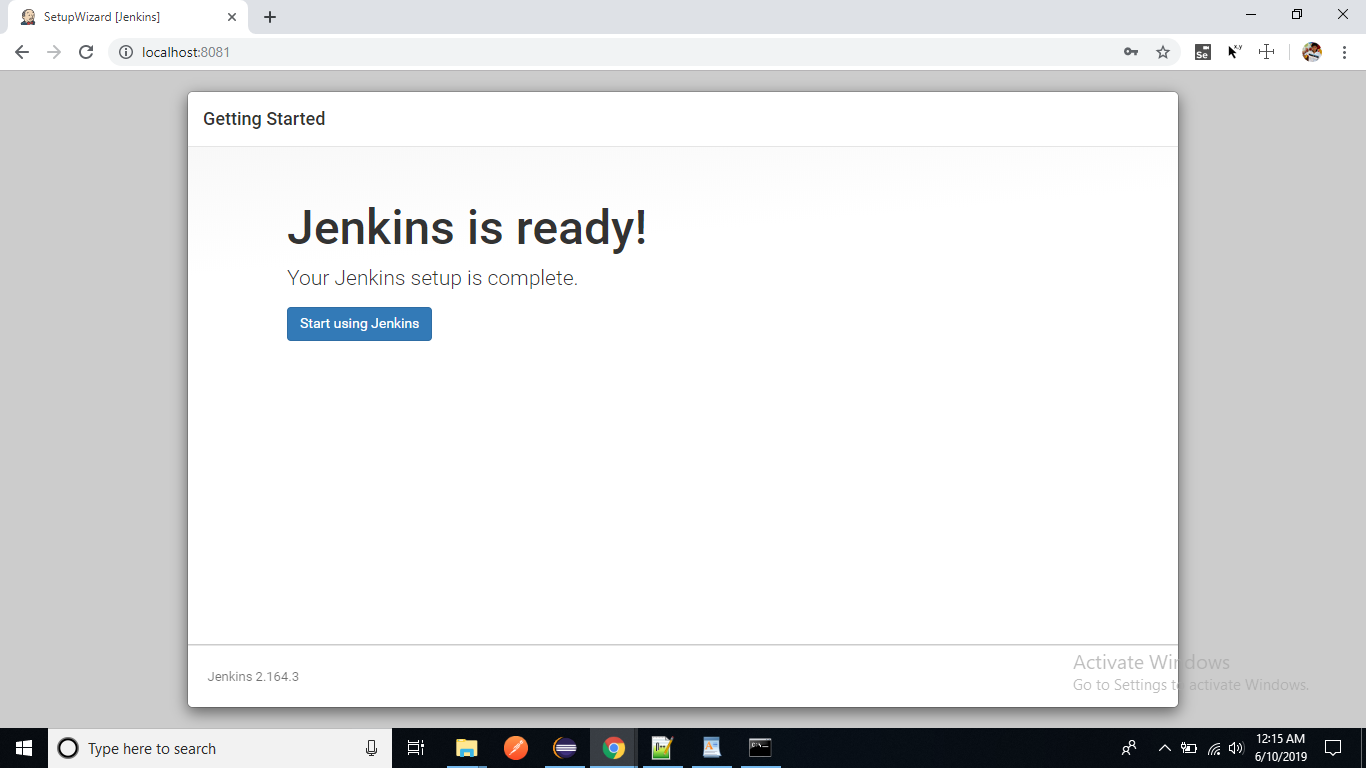 SetupWizard [Jenkins]
localhost:8081
Se
x,y
Getting Started
Jenkins is ready!
Your Jenkins setup is complete.
Start using Jenkins
Jenkins 2.164.3
Activate Windows
Go to Settings to activate Windows.
Type here to search
12:15 AM
6/10/2019